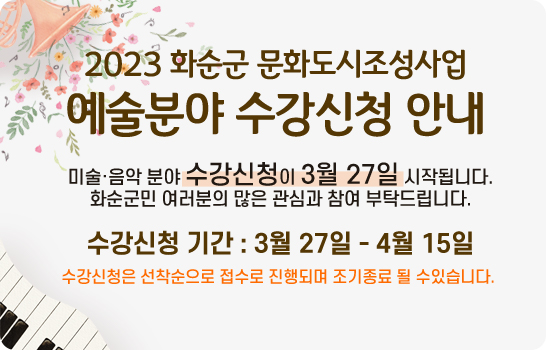 2023 화순군 문화도시조성사업
예술분야 수강신청 안내
미술·음악 분야 수강신청이 3월 27일 시작됩니다.
화순군민 여러분의 많은 관심과 참여 부탁드립니다.
수강신청 기간 : 3월 27일 - 4월 15일
수강신청은 선착순으로 접수로 진행되며 조기종료 될 수있습니다.